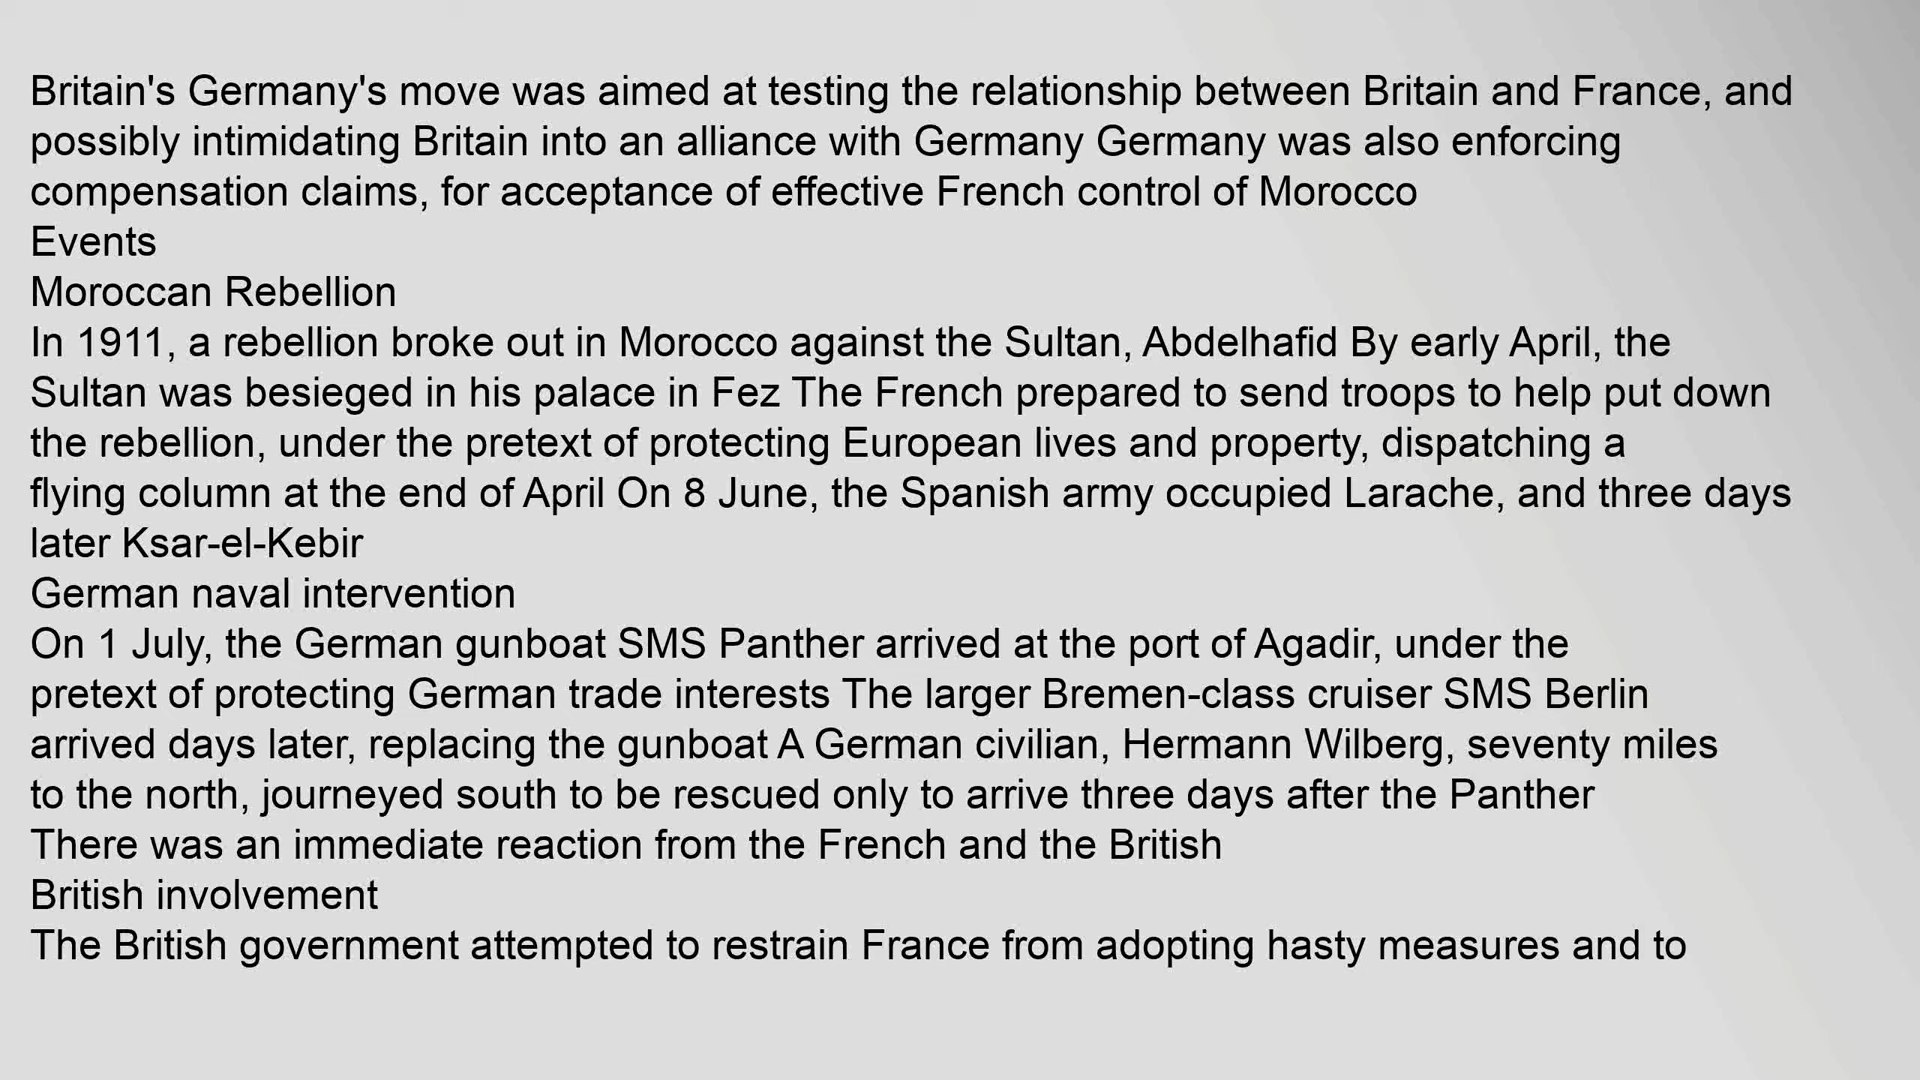 Britain's Germany's move was aimed at testing the relationship between Britain and France, and
possibly intimidating Britain into an alliance with Germany Germany was also enforcing
compensation claims, for acceptance of effective French control of Morocco
Events
Moroccan Rebellion
In 1911, a rebellion broke out in Morocco against the Sultan, Abdelhafid By early April, the
Sultan was besieged in his palace in Fez The French prepared to send troops to help put down
the rebellion, under the pretext of protecting European lives and property, dispatching a
flying column at the end of April On 8 June, the Spanish army occupied Larache, and three days
later Ksar-el-Kebir
German naval intervention
On 1 July, the German gunboat SMS Panther arrived at the port of Agadir, under the
pretext of protecting German trade interests The larger Bremen-class cruiser SMS Berlin
arrived days later, replacing the gunboat A German civilian, Hermann Wilberg, seventy miles
to the north, journeyed south to be rescued only to arrive three days after the Panther
There was an immediate reaction from the French and the British
British involvement
The British government attempted to restrain France from adopting hasty measures and to